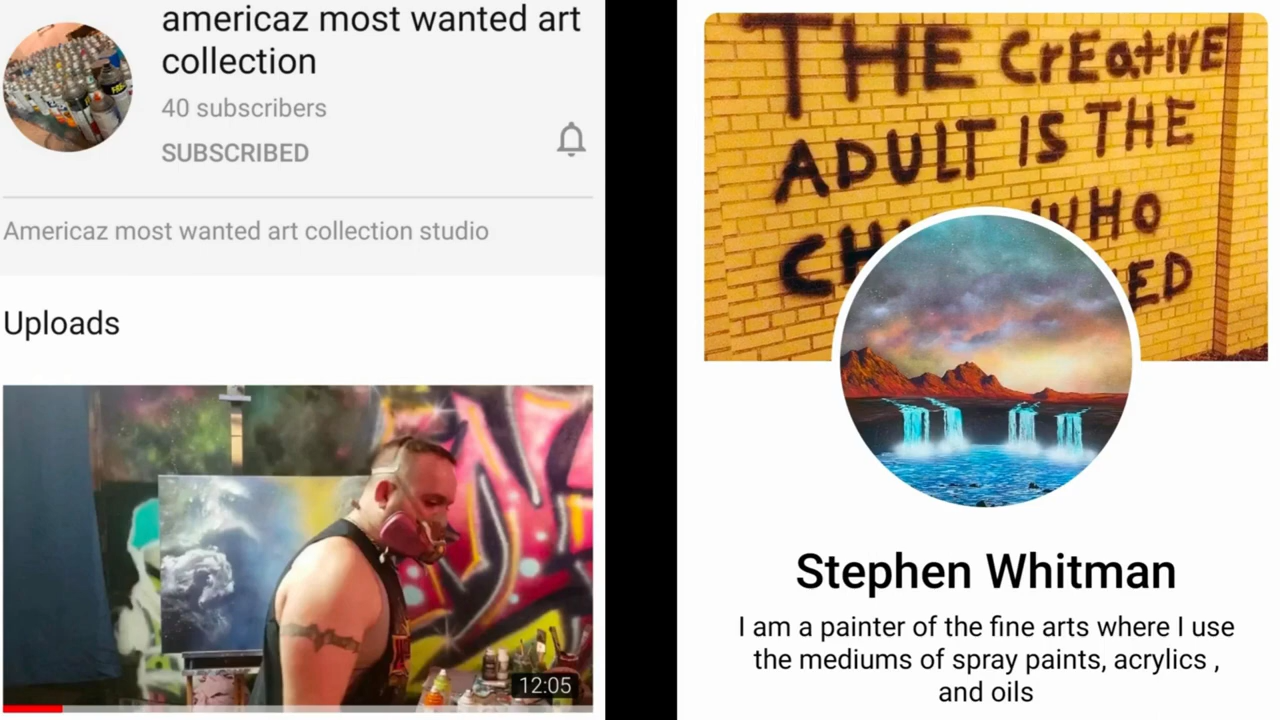 americaz most wanted art
collection
40 subscribers
SUBSCRIBED
Americaz most wanted art collection studio
Uploads
12:05
THE CrEatIVE
ADULT IS THE
WHO
ED
Stephen Whitman
I am a painter of the fine arts where I use
the mediums of spray paints, acrylics ,
and oils